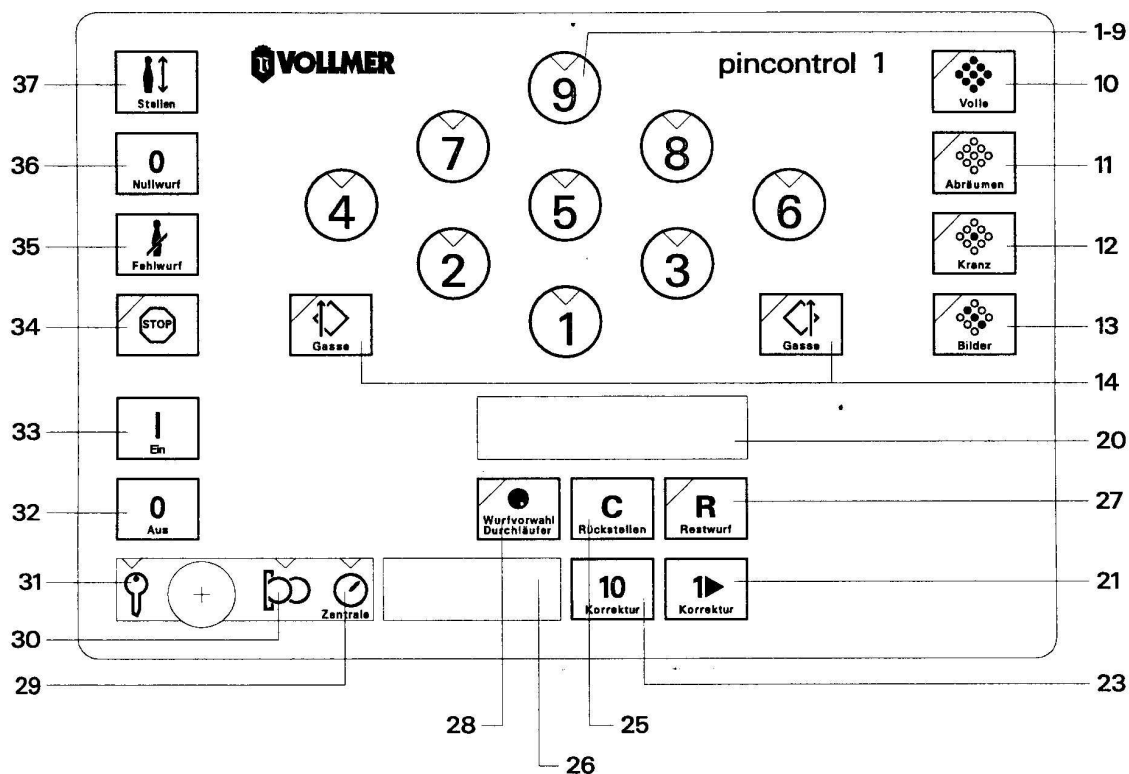 VOLLMER
pincontrol 1
1-9
37
Stellen
9
Volle
10
36
0
Nullwurf
7
8
Abräumen
11
35
Fehlwurf
4
5
6
Kranz
12
2
3
34
STOP
Gasse
1
Gasse
Bilder
13
14
33
I
Ein
20
32
0
Aus
Wurfvorwahl
Durchläufer
C
Rückstellen
R
Restwurf
27
31
Zentrale
10
Korrektur
1
Korrektur
21
30
29
23
28
25
26